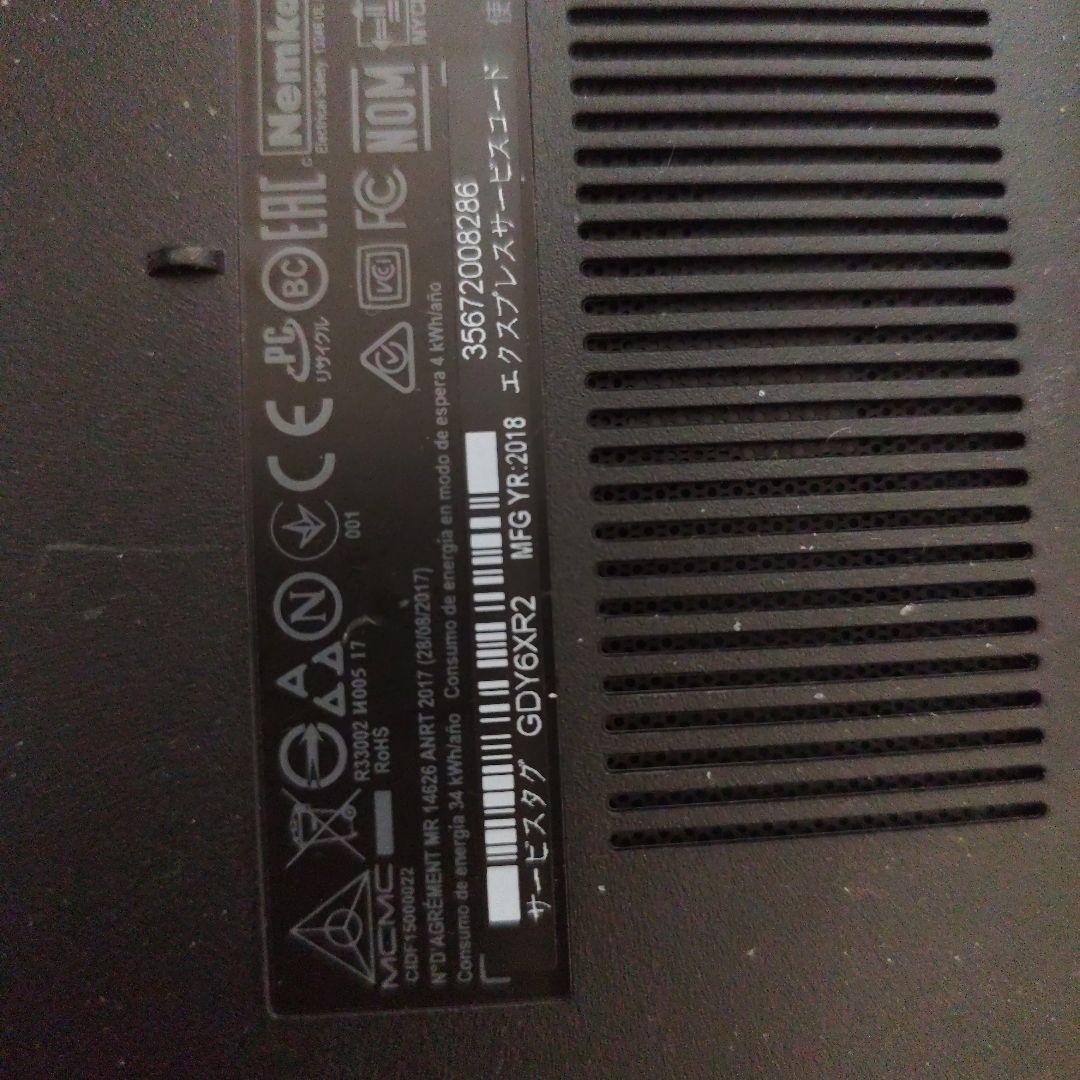 Nemko
NOM
NYCE
EAC
BC
FC
VCI
PC
リサイクル
CE
001
N
R33002 И005 17
RoHS
MCMC
CIDF15000022
N°D'AGRÉMENT MR 14626 ANRT 2017 (28/08/2017)
Consumo de energía 34 kWh/año Consumo de energía en modo de espera 4 kWh/año
サービスタグ GDY6XR2 MFG YR:2018
35672008286
エクスプレスサービスコード